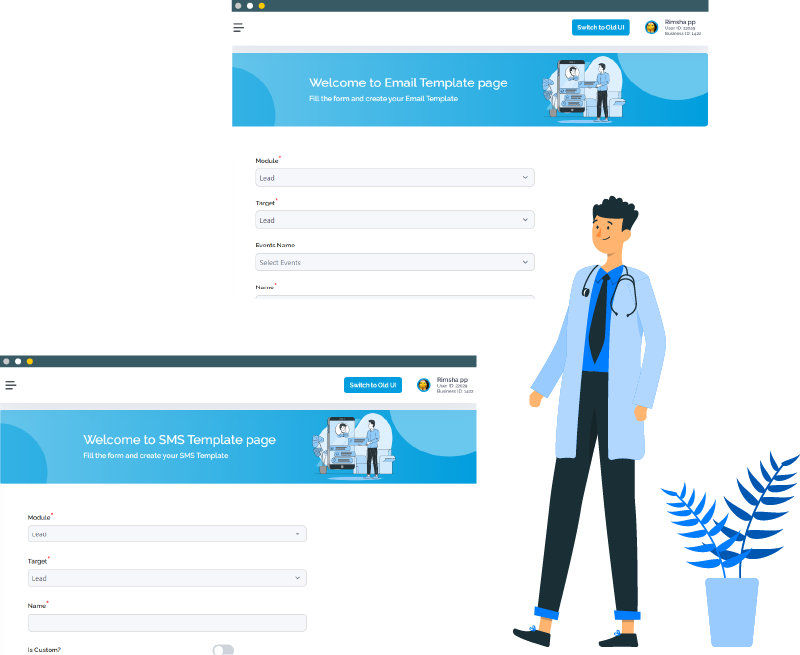 Switch to Old UI
Rimsha pp
User ID: 22029
Business ID: 1422
Welcome to Email Template page
Fill the form and create your Email Template
Module*
Lead
Target*
Lead
Events Name
Select Events
Name*
Switch to Old UI
Rimsha pp
User ID: 22029
Business ID: 1422
Welcome to SMS Template page
Fill the form and create your SMS Template
Module*
Lead
Target*
Lead
Name*
Is Custom?